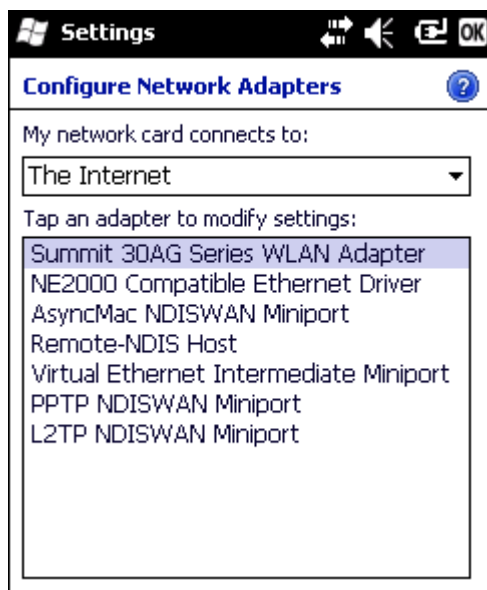 Settings
OK
Configure Network Adapters
?
My network card connects to:
The Internet
Tap an adapter to modify settings:
Summit 30AG Series WLAN Adapter
NE2000 Compatible Ethernet Driver
AsyncMac NDISWAN Miniport
Remote-NDIS Host
Virtual Ethernet Intermediate Miniport
PPTP NDISWAN Miniport
L2TP NDISWAN Miniport